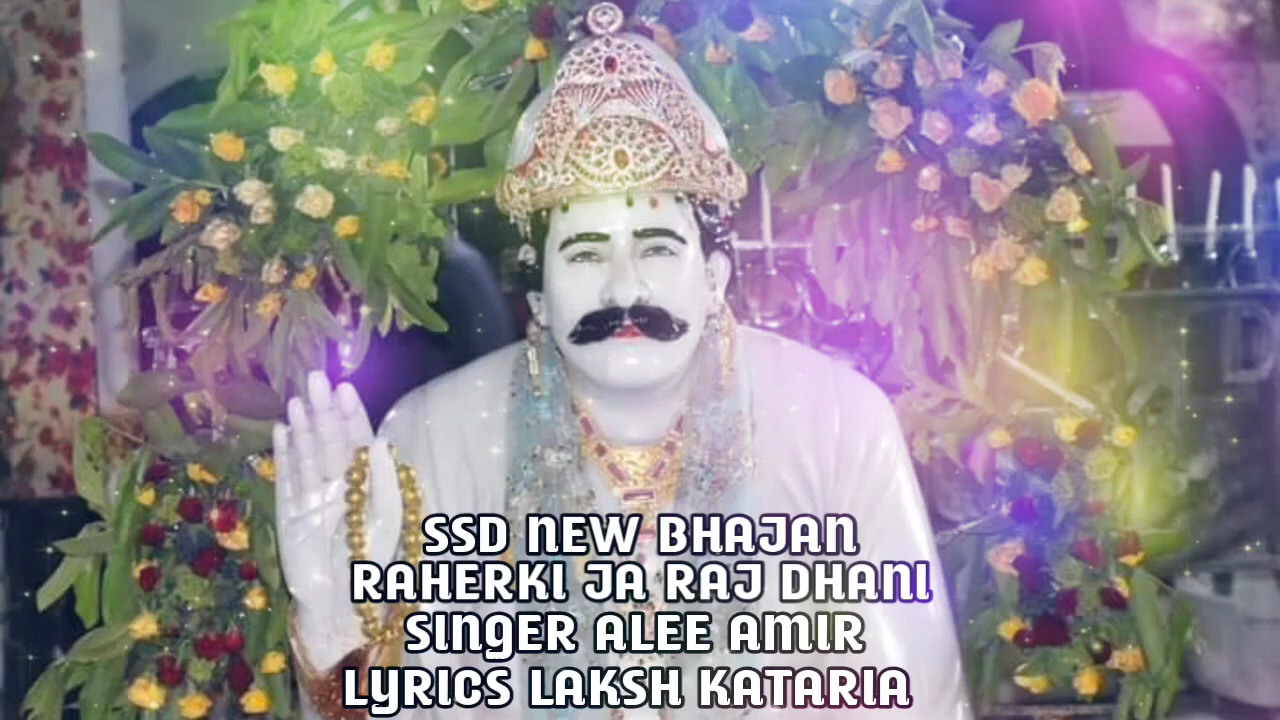 SSD NEW BHAJAN
RAHERKI JA RAJ DHANI
SINGER ALEE AMIR
LYRICS LAKSH KATARIA